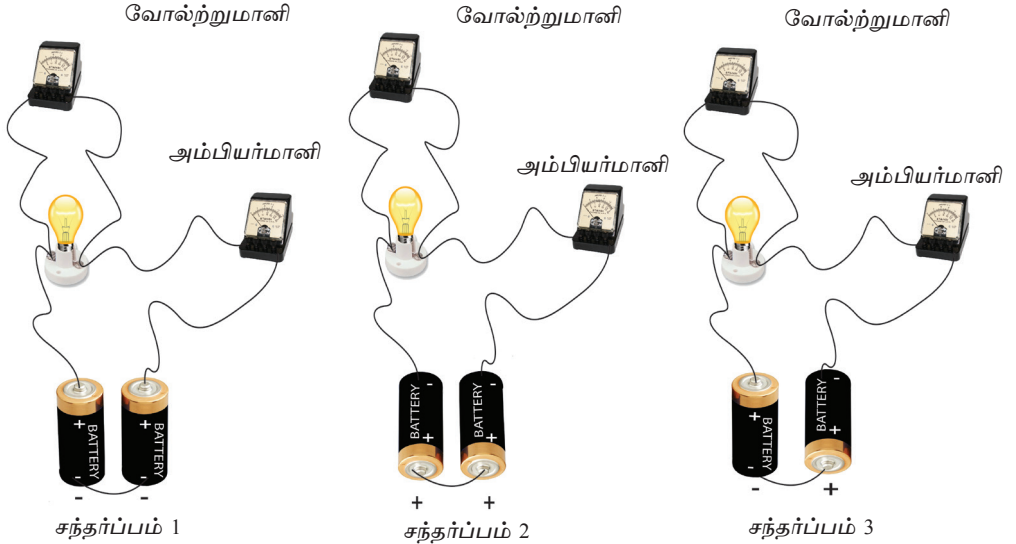 வோல்ற்றுமானி
வோல்ற்றுமானி
வோல்ற்றுமானி
அம்பியர்மானி
அம்பியர்மானி
அம்பியர்மானி
+ BATTERY -
+ BATTERY -
BATTERY - +
BATTERY - +
+ BATTERY -
BATTERY - +
- -
+ +
- +
சந்தர்ப்பம் 1
சந்தர்ப்பம் 2
சந்தர்ப்பம் 3